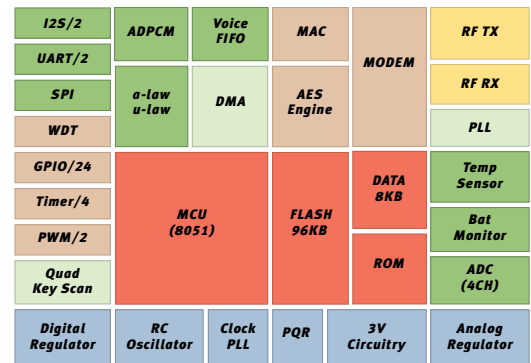 I2S/2
ADPCM
Voice
FIFO
MAC
MODEM
RF TX
UART/2
SPI
a-law
u-law
DMA
AES
Engine
RF RX
WDT
PLL
GPIO/24
Timer/4
PWM/2
Quad
Key Scan
MCU
(8051)
FLASH
96KB
DATA
8KB
ROM
Temp
Sensor
Bat
Monitor
ADC
(4CH)
Digital
Regulator
RC
Oscillator
Clock
PLL
PQR
3V
Circuitry
Analog
Regulator